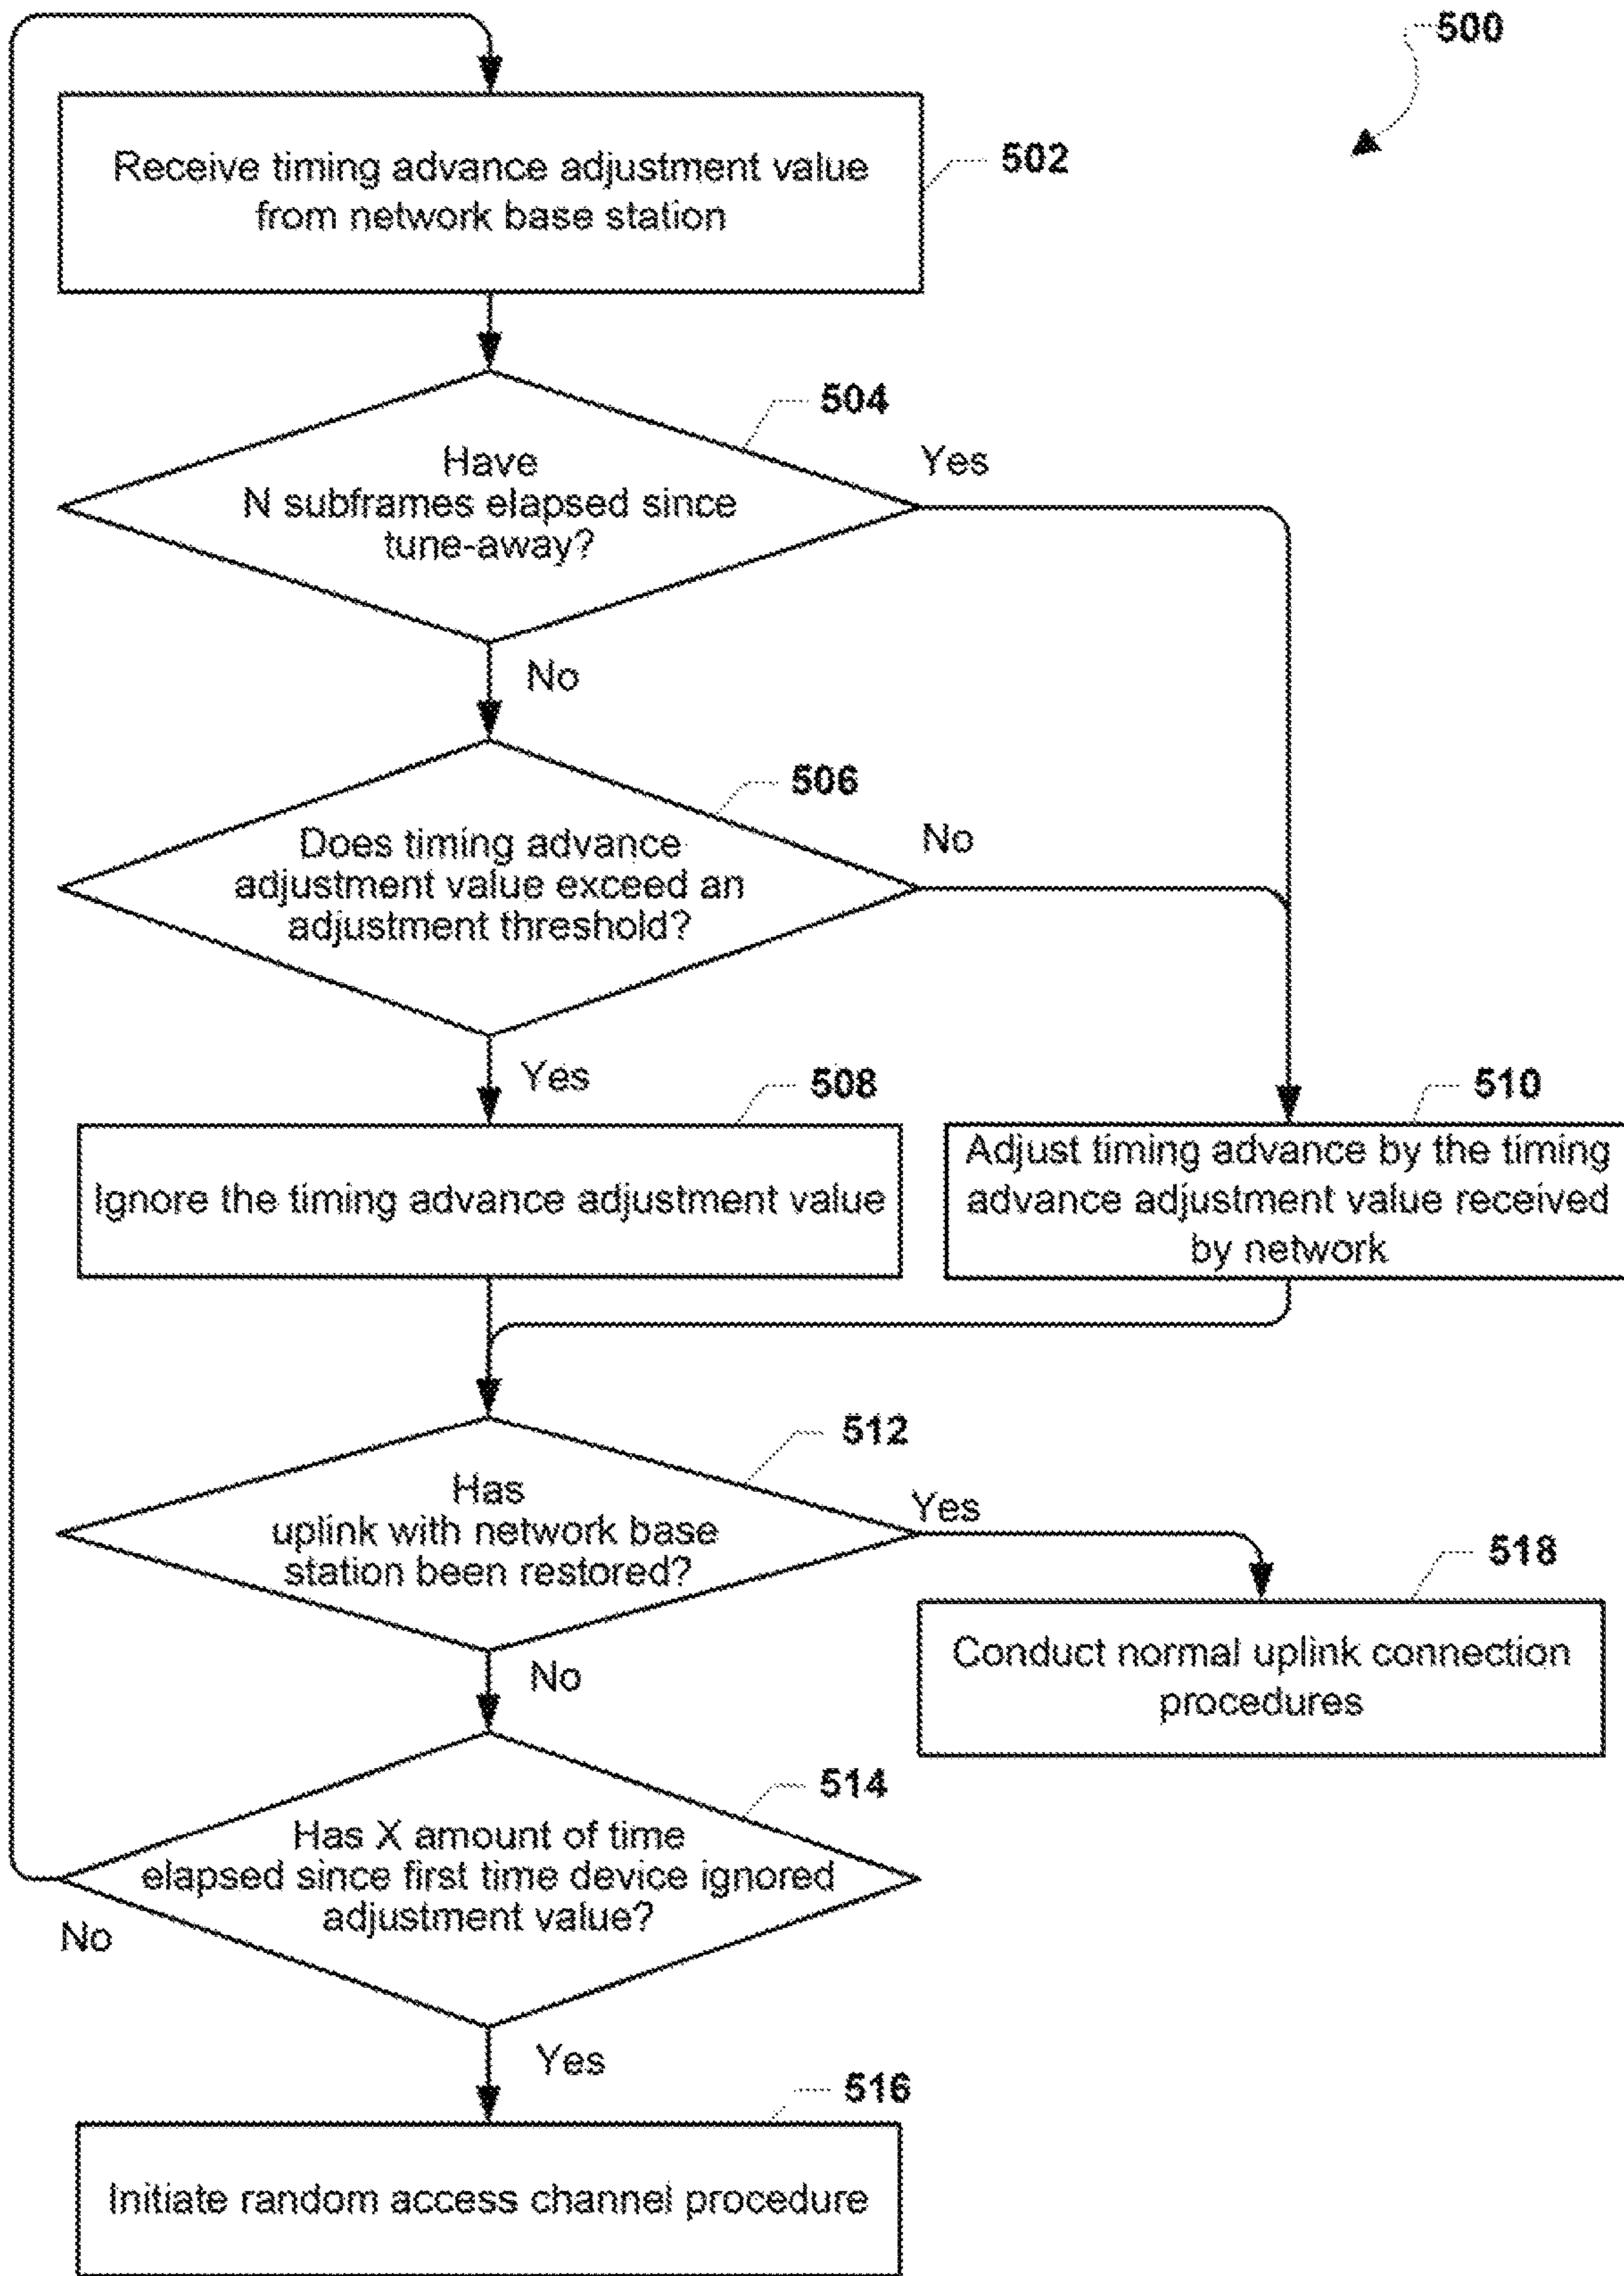 500
Receive timing advance adjustment value
from network base station
502
504
Have
N subframes elapsed since
tune-away?
Yes
No
506
Does timing advance
adjustment value exceed an
adjustment threshold?
No
Yes
508
Ignore the timing advance adjustment value
510
Adjust timing advance by the timing
advance adjustment value received
by network
512
Has
uplink with network base
station been restored?
Yes
No
518
Conduct normal uplink connection
procedures
514
Has X amount of time
elapsed since first time device ignored
adjustment value?
No
Yes
516
Initiate random access channel procedure